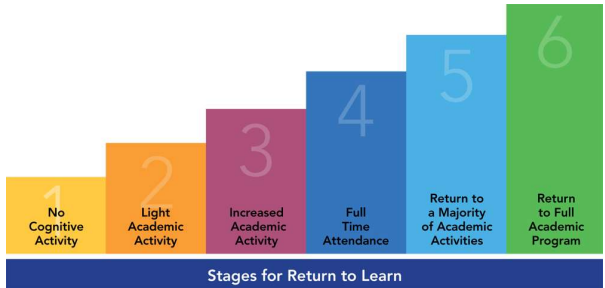 1
No
Cognitive
Activity
2
Light
Academic
Activity
3
Increased
Academic
Activity
4
Full
Time
Attendance
5
Return to
a Majority
of Academic
Activities
6
Return
to Full
Academic
Program
Stages for Return to Learn